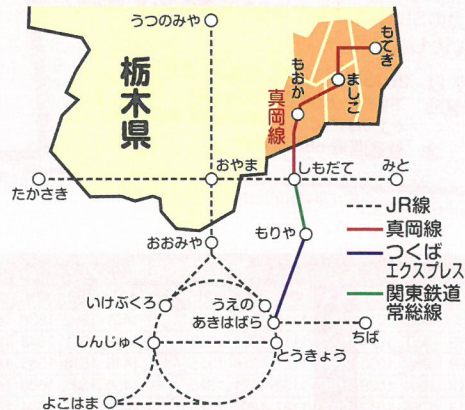 うつのみや
もてぎ
ましこ
もおか
真岡線
栃木県
おやま
しもだて
みと
たかさき
おおみや
もりや
JR線
真岡線
つくば
エクスプレス
関東鉄道
常総線
いけぶくろ
うえの
あきはばら
ちば
しんじゅく
とうきょう
よこはま